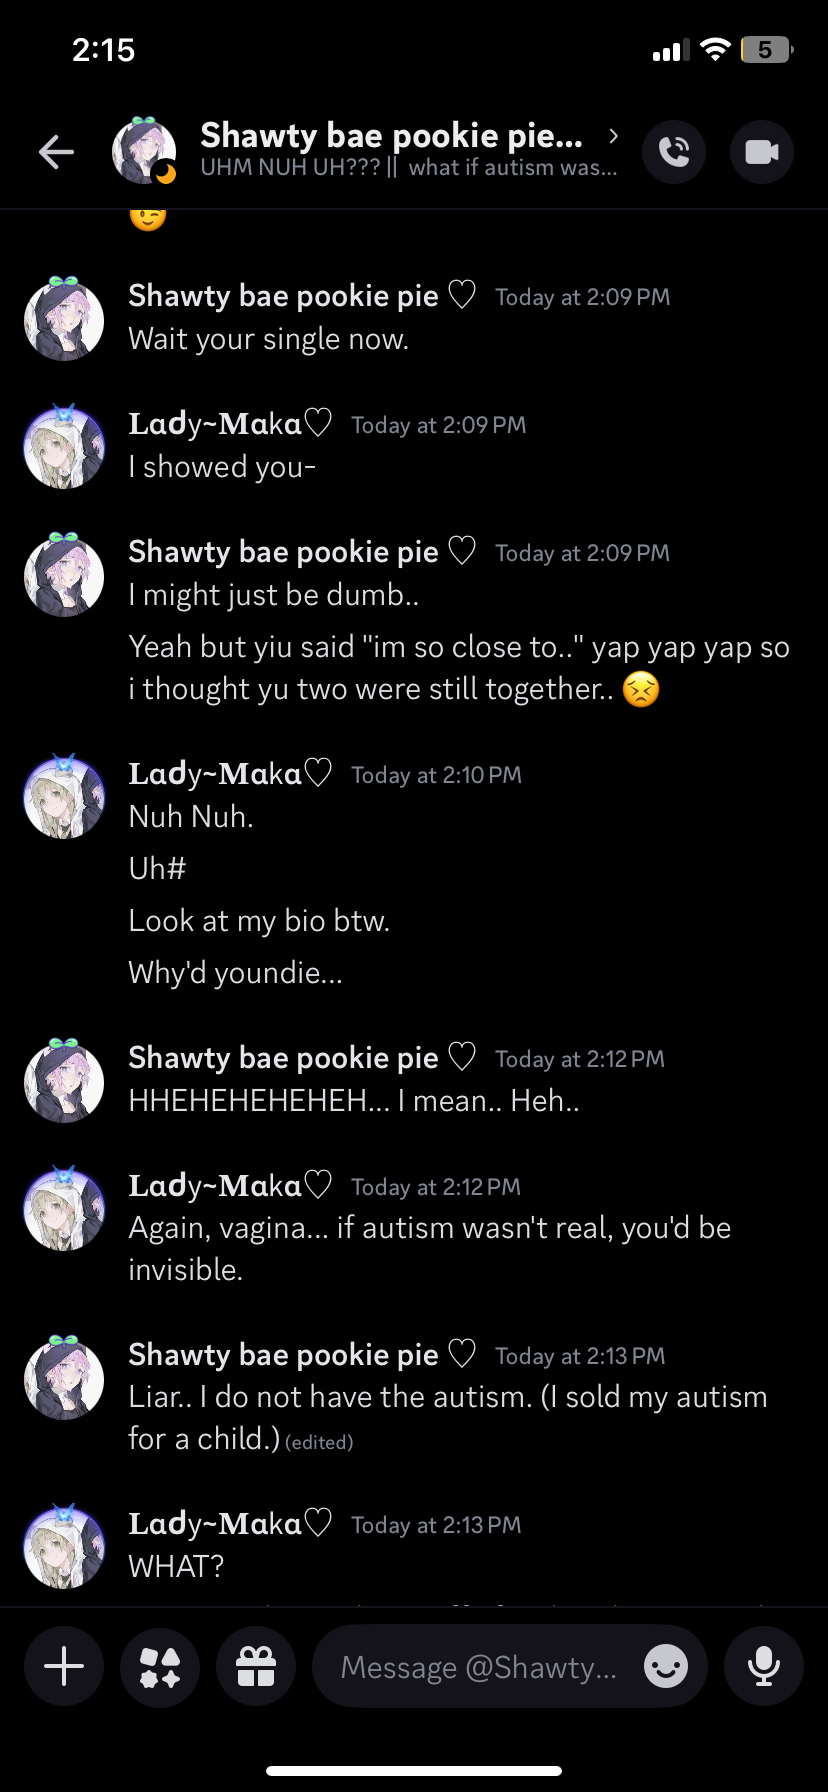 2:15
5
Shawty bae pookie pie...
UHM NUH UH??? || what if autism was...
Shawty bae pookie pie ♡ Today at 2:09 PM
Wait your single now.
Lady~Maka♡ Today at 2:09 PM
I showed you-
Shawty bae pookie pie ♡ Today at 2:09 PM
I might just be dumb..
Yeah but yiu said "im so close to.." yap yap yap so
i thought yu two were still together.. 😣
Lady~Maka♡ Today at 2:10 PM
Nuh Nuh.
Uh#
Look at my bio btw.
Why'd youndie...
Shawty bae pookie pie ♡ Today at 2:12 PM
HHEHEHEHEHEH... I mean.. Heh..
Lady~Maka♡ Today at 2:12 PM
Again, vagina... if autism wasn't real, you'd be
invisible.
Shawty bae pookie pie ♡ Today at 2:13 PM
Liar.. I do not have the autism. (I sold my autism
for a child.) (edited)
Lady~Maka♡ Today at 2:13 PM
WHAT?
Message @Shawty...